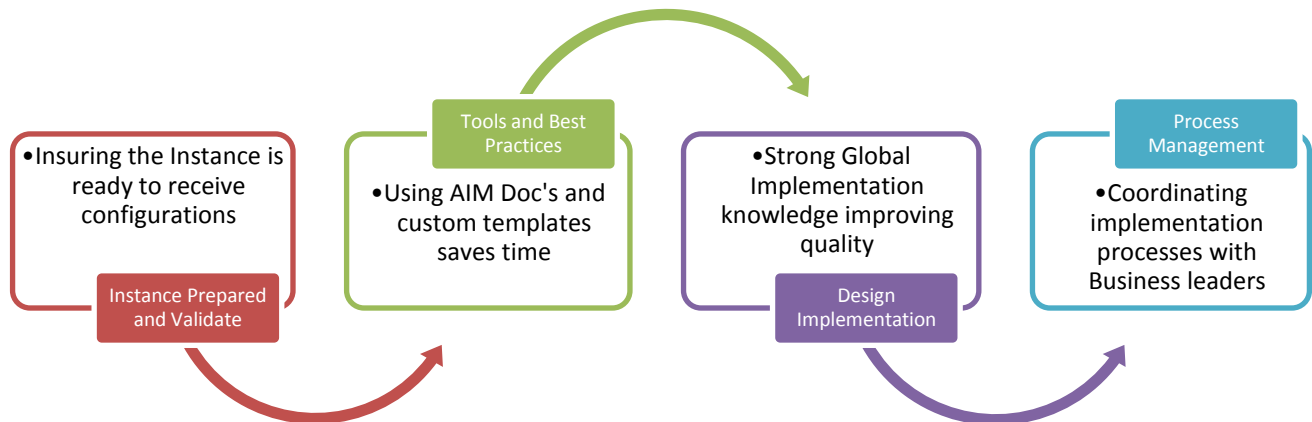 •Insuring the Instance is
ready to receive
configurations
Instance Prepared
and Validate
Tools and Best
Practices
•Using AIM Doc's and
custom templates
saves time
•Strong Global
Implementation
knowledge improving
quality
Design
Implementation
Process
Management
•Coordinating
implementation
processes with
Business leaders